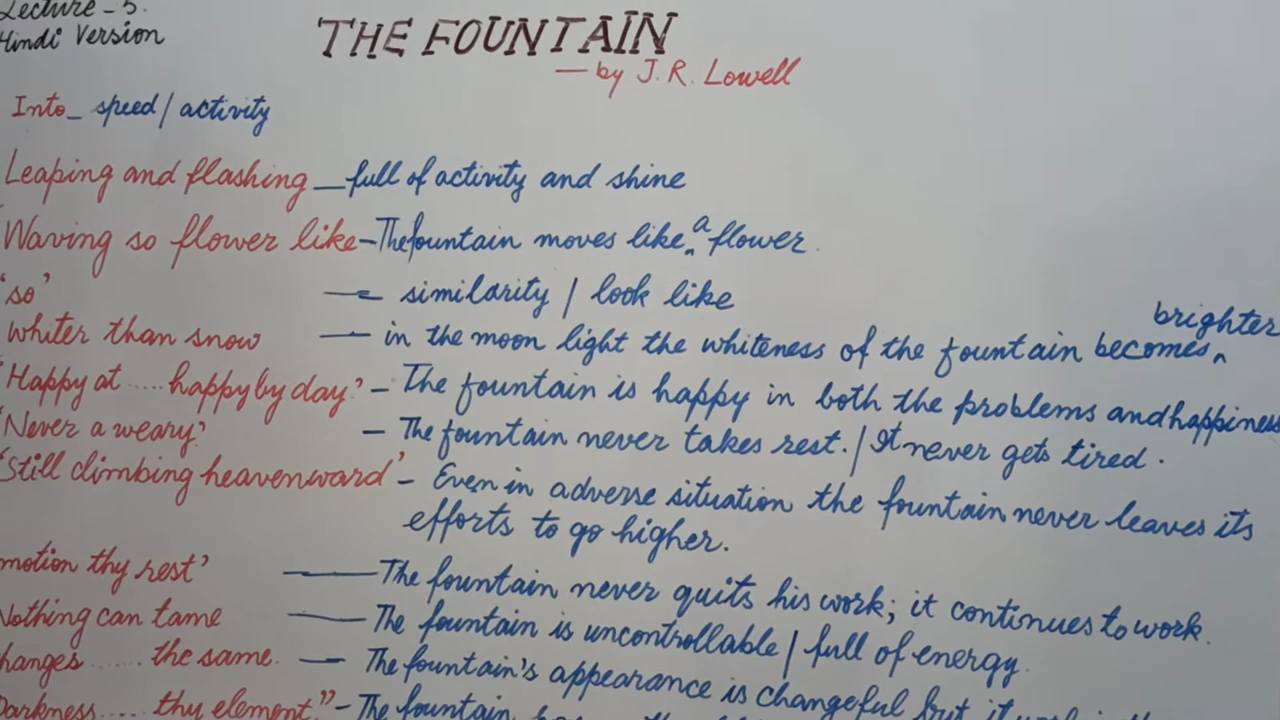 Lecture - 5.
Hindi Version
THE FOUNTAIN
— by J. R. Lowell
Into_ speed / activity
Leaping and flashing — full of activity and shine
Waving so flower like - The fountain moves like a flower.
'so' — similarity / look like
whiter than snow — in the moon light the whiteness of the fountain becomes brighter
'Happy at .... happy by day' - The fountain is happy in both the problems and happiness
'Never a weary' - The fountain never takes rest. / It never gets tired.
'Still climbing heavenward' - Even in adverse situation the fountain never leaves its
efforts to go higher.
motion thy rest' — The fountain never quits his work; it continues to work.
Nothing can tame — The fountain is uncontrollable / full of energy.
hanges ...... the same. — The fountain's appearance is changeful but it
Darkness .... thy element." - The fountain